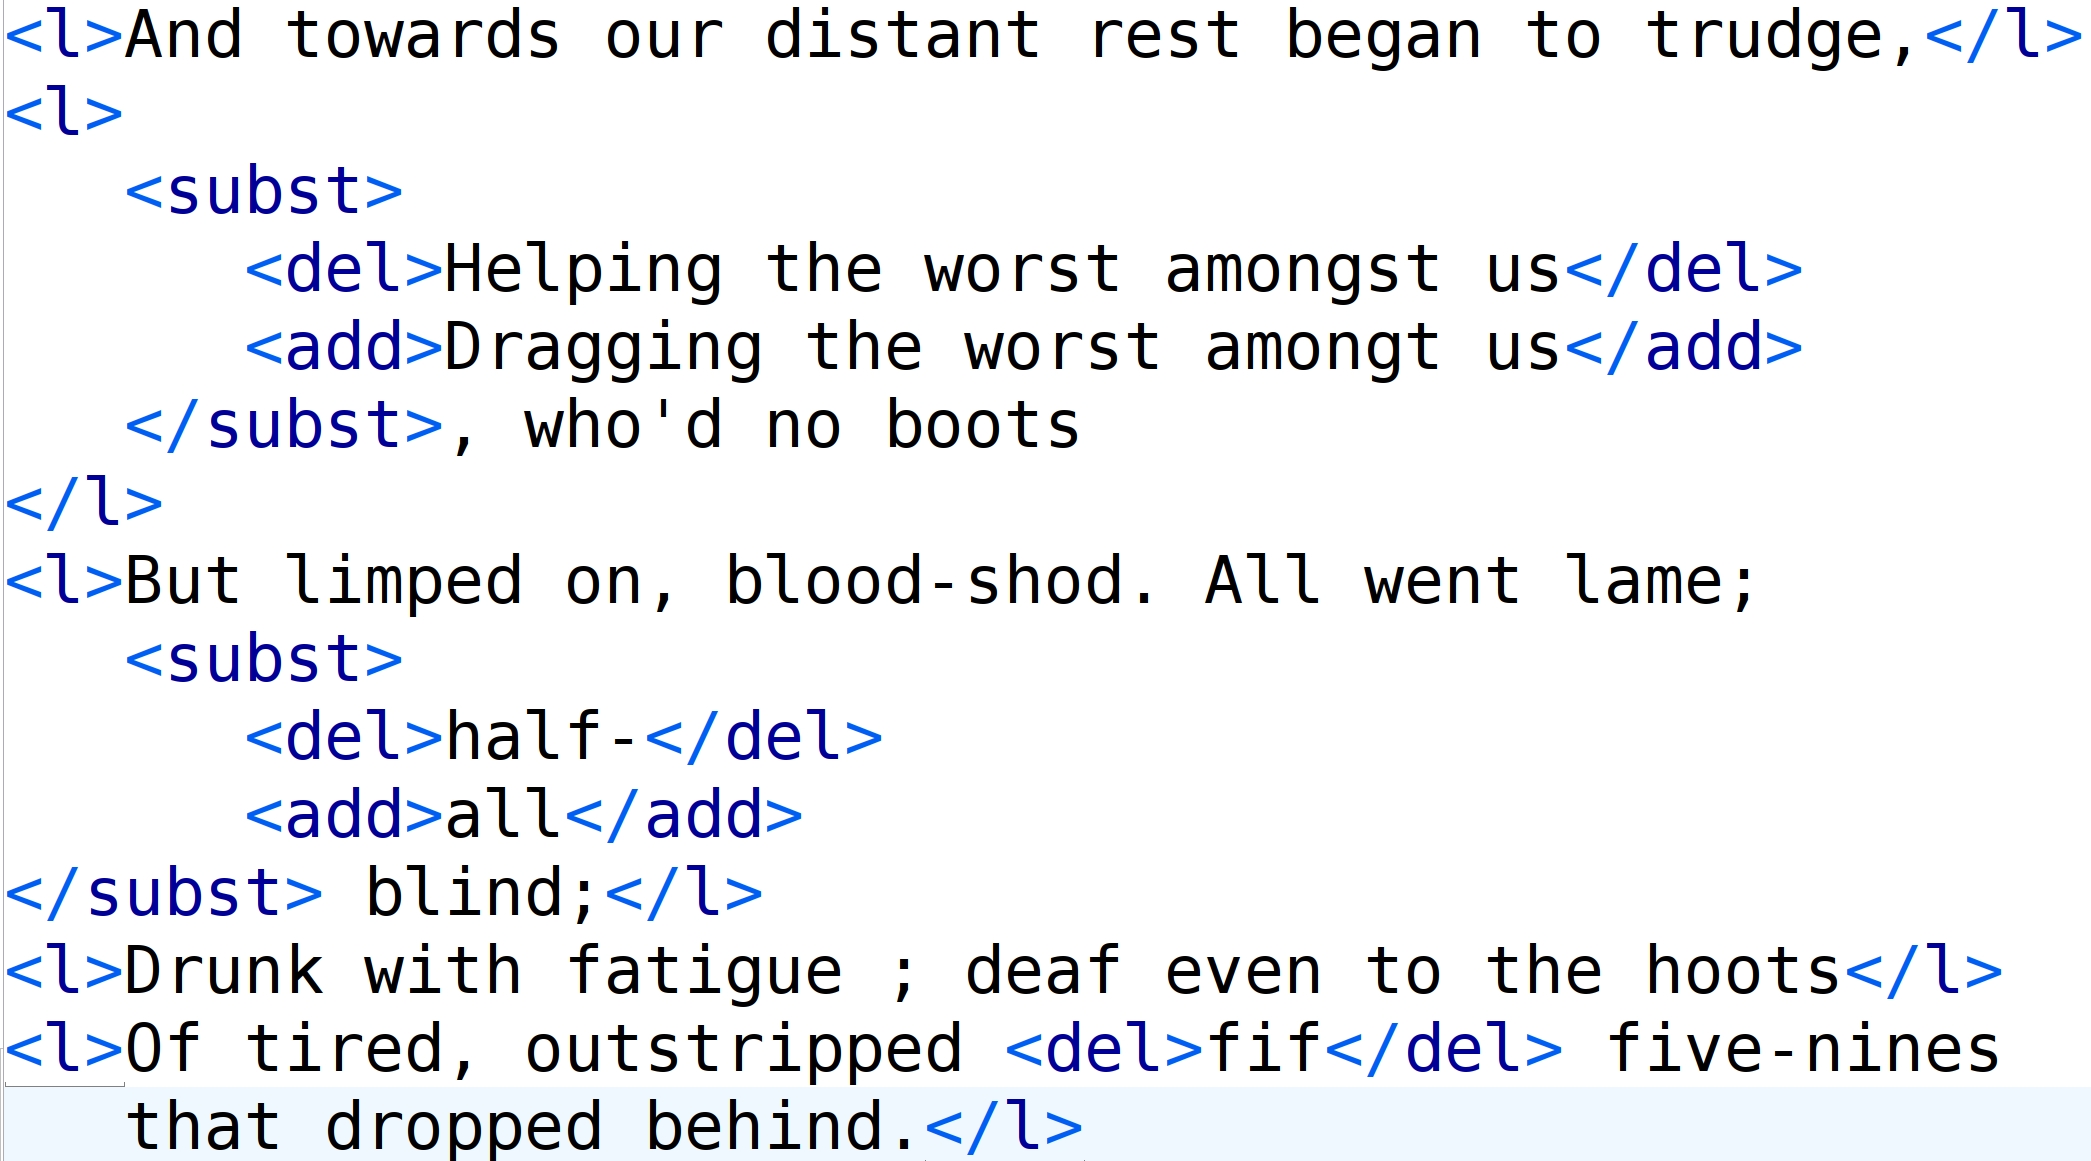 <l>And towards our distant rest began to trudge,</l>
<l>
<subst>
<del>Helping the worst amongst us</del>
<add>Dragging the worst amongt us</add>
</subst>, who'd no boots
</l>
<l>But limped on, blood-shod. All went lame;
<subst>
<del>half-</del>
<add>all</add>
</subst> blind;</l>
<l>Drunk with fatigue ; deaf even to the hoots</l>
<l>Of tired, outstripped <del>fif</del> five-nines
that dropped behind.</l>